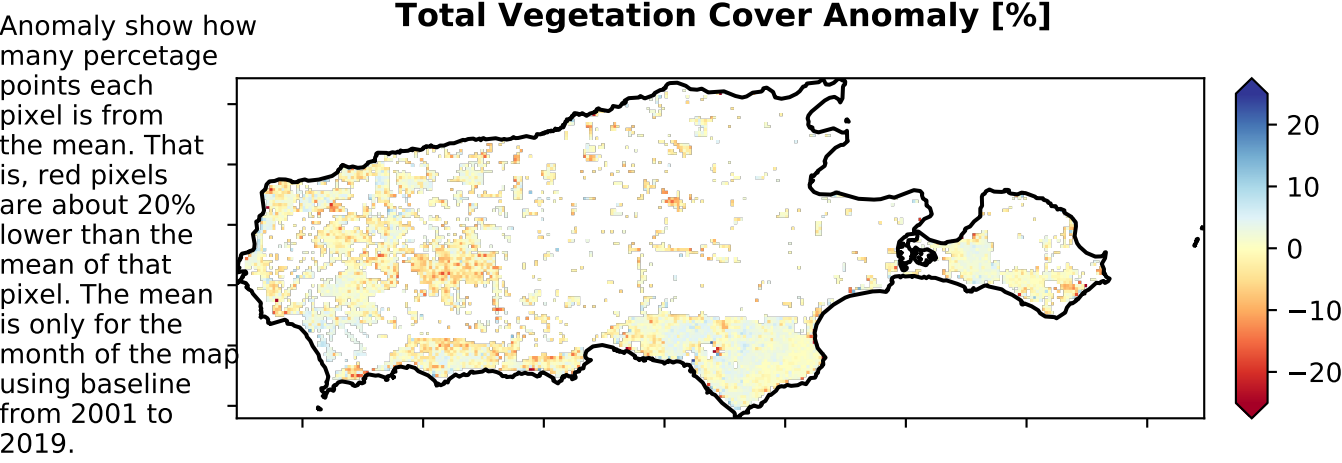 Total Vegetation Cover Anomaly [%]
Anomaly show how
many percetage
points each
pixel is from
the mean. That
is, red pixels
are about 20%
lower than the
mean of that
pixel. The mean
is only for the
month of the map
using baseline
from 2001 to
2019.
20
10
0
−10
−20